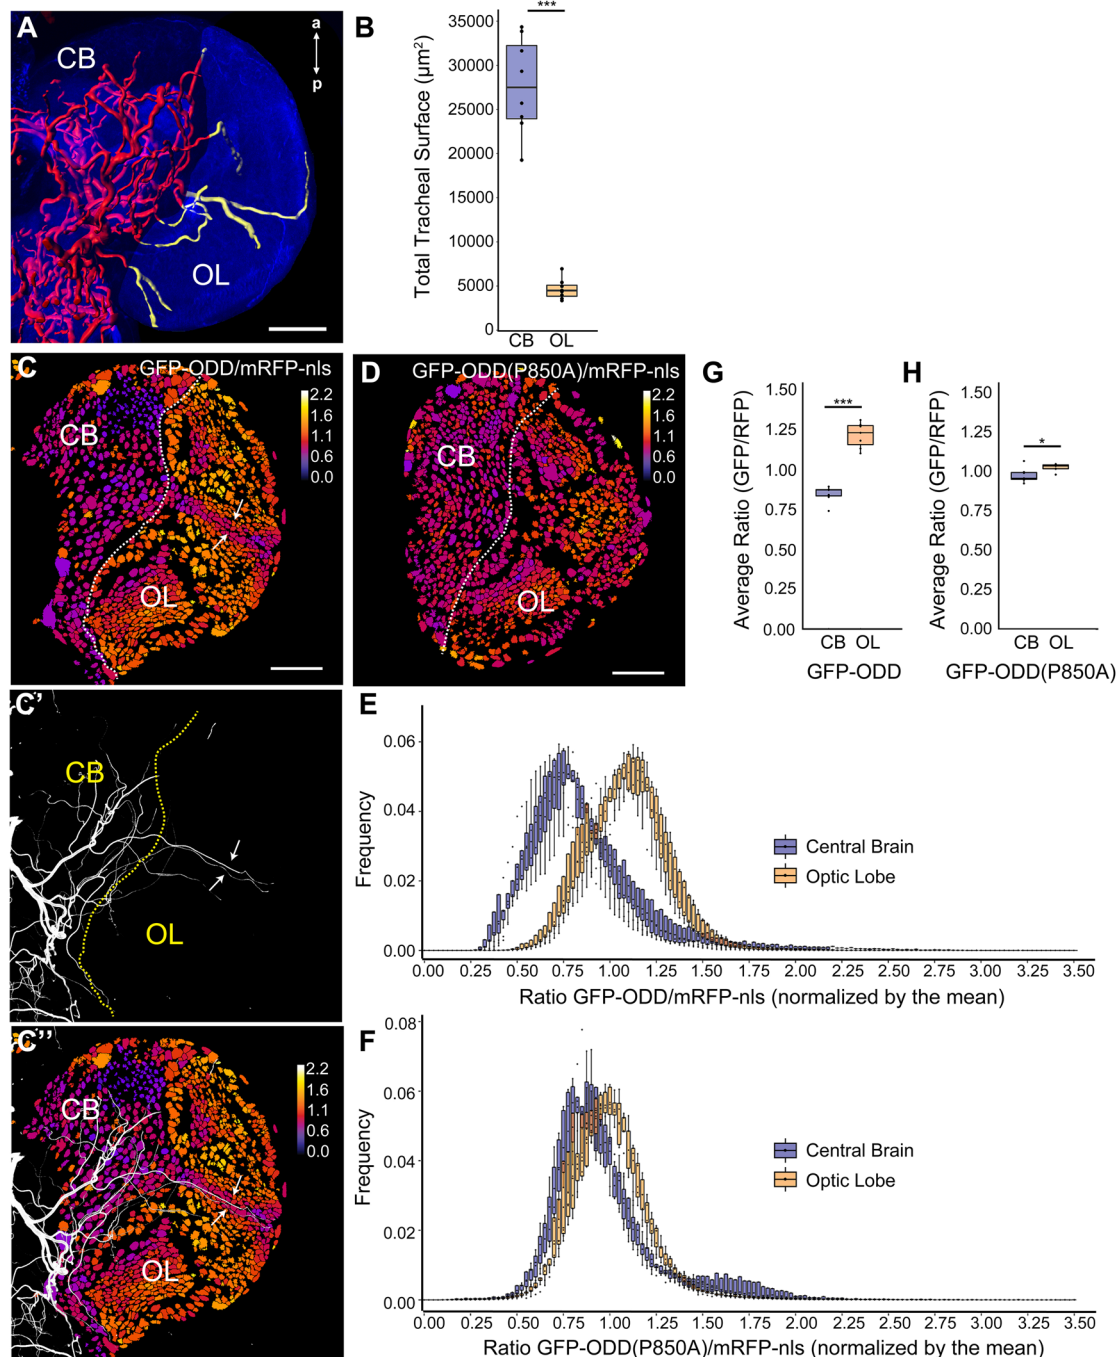 A
CB
OL
a
p
B
***
Total Tracheal Surface (µm²)
35000
30000
25000
20000
15000
10000
5000
0
CB OL
C
GFP-ODD/mRFP-nls
2.2
1.6
1.1
0.6
0.0
CB
OL
D
GFP-ODD(P850A)/mRFP-nls
2.2
1.6
1.1
0.6
0.0
CB
OL
G
***
Average Ratio (GFP/RFP)
1.50
1.25
1.00
0.75
0.50
0.25
0.00
CB OL
GFP-ODD
H
*
Average Ratio (GFP/RFP)
1.50
1.25
1.00
0.75
0.50
0.25
0.00
CB OL
GFP-ODD(P850A)
C'
CB
OL
E
Frequency
0.06
0.04
0.02
0.00
Central Brain
Optic Lobe
0.00 0.25 0.50 0.75 1.00 1.25 1.50 1.75 2.00 2.25 2.50 2.75 3.00 3.25 3.50
Ratio GFP-ODD/mRFP-nls (normalized by the mean)
C''
2.2
1.6
1.1
0.6
0.0
CB
OL
F
Frequency
0.08
0.06
0.04
0.02
0.00
Central Brain
Optic Lobe
0.00 0.25 0.50 0.75 1.00 1.25 1.50 1.75 2.00 2.25 2.50 2.75 3.00 3.25 3.50
Ratio GFP-ODD(P850A)/mRFP-nls (normalized by the mean)